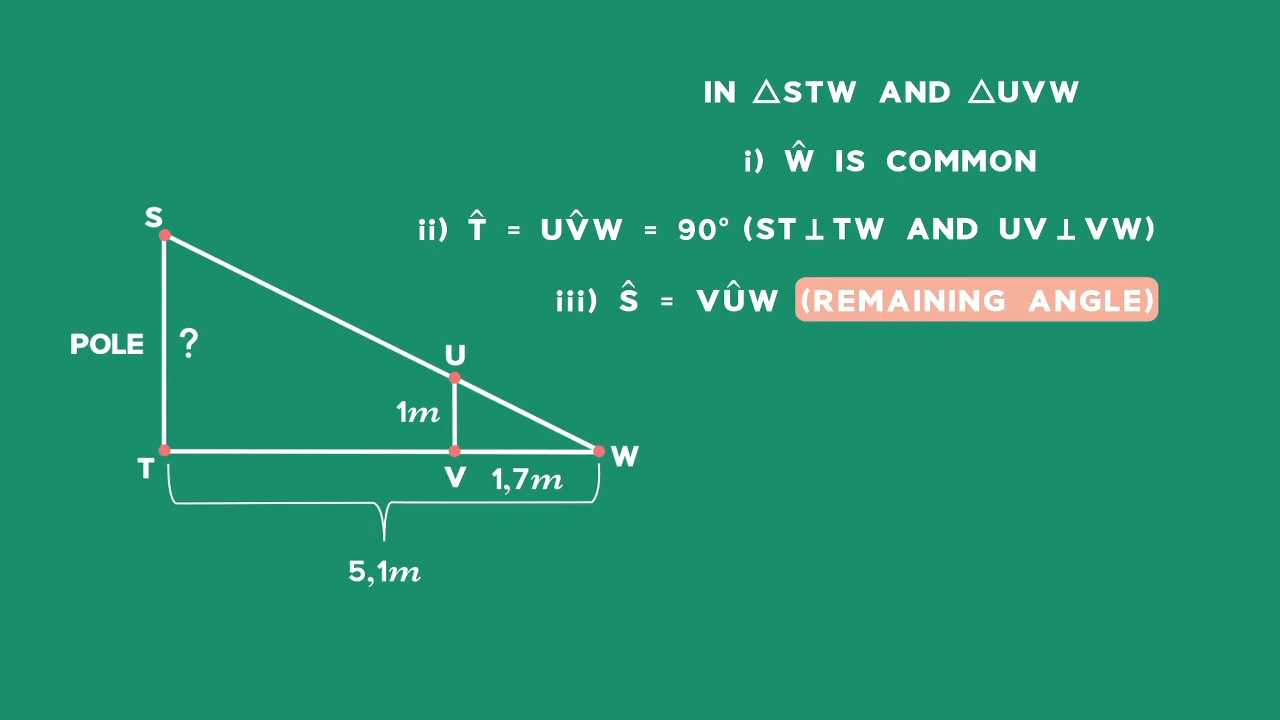 IN △STW AND △UVW
i) Ŵ IS COMMON
ii) T̂ = UV̂W = 90° (ST⊥TW AND UV⊥VW)
iii) Ŝ = VÛW (REMAINING ANGLE)
S
POLE ?
U
1m
T
V
W
1,7m
5,1m